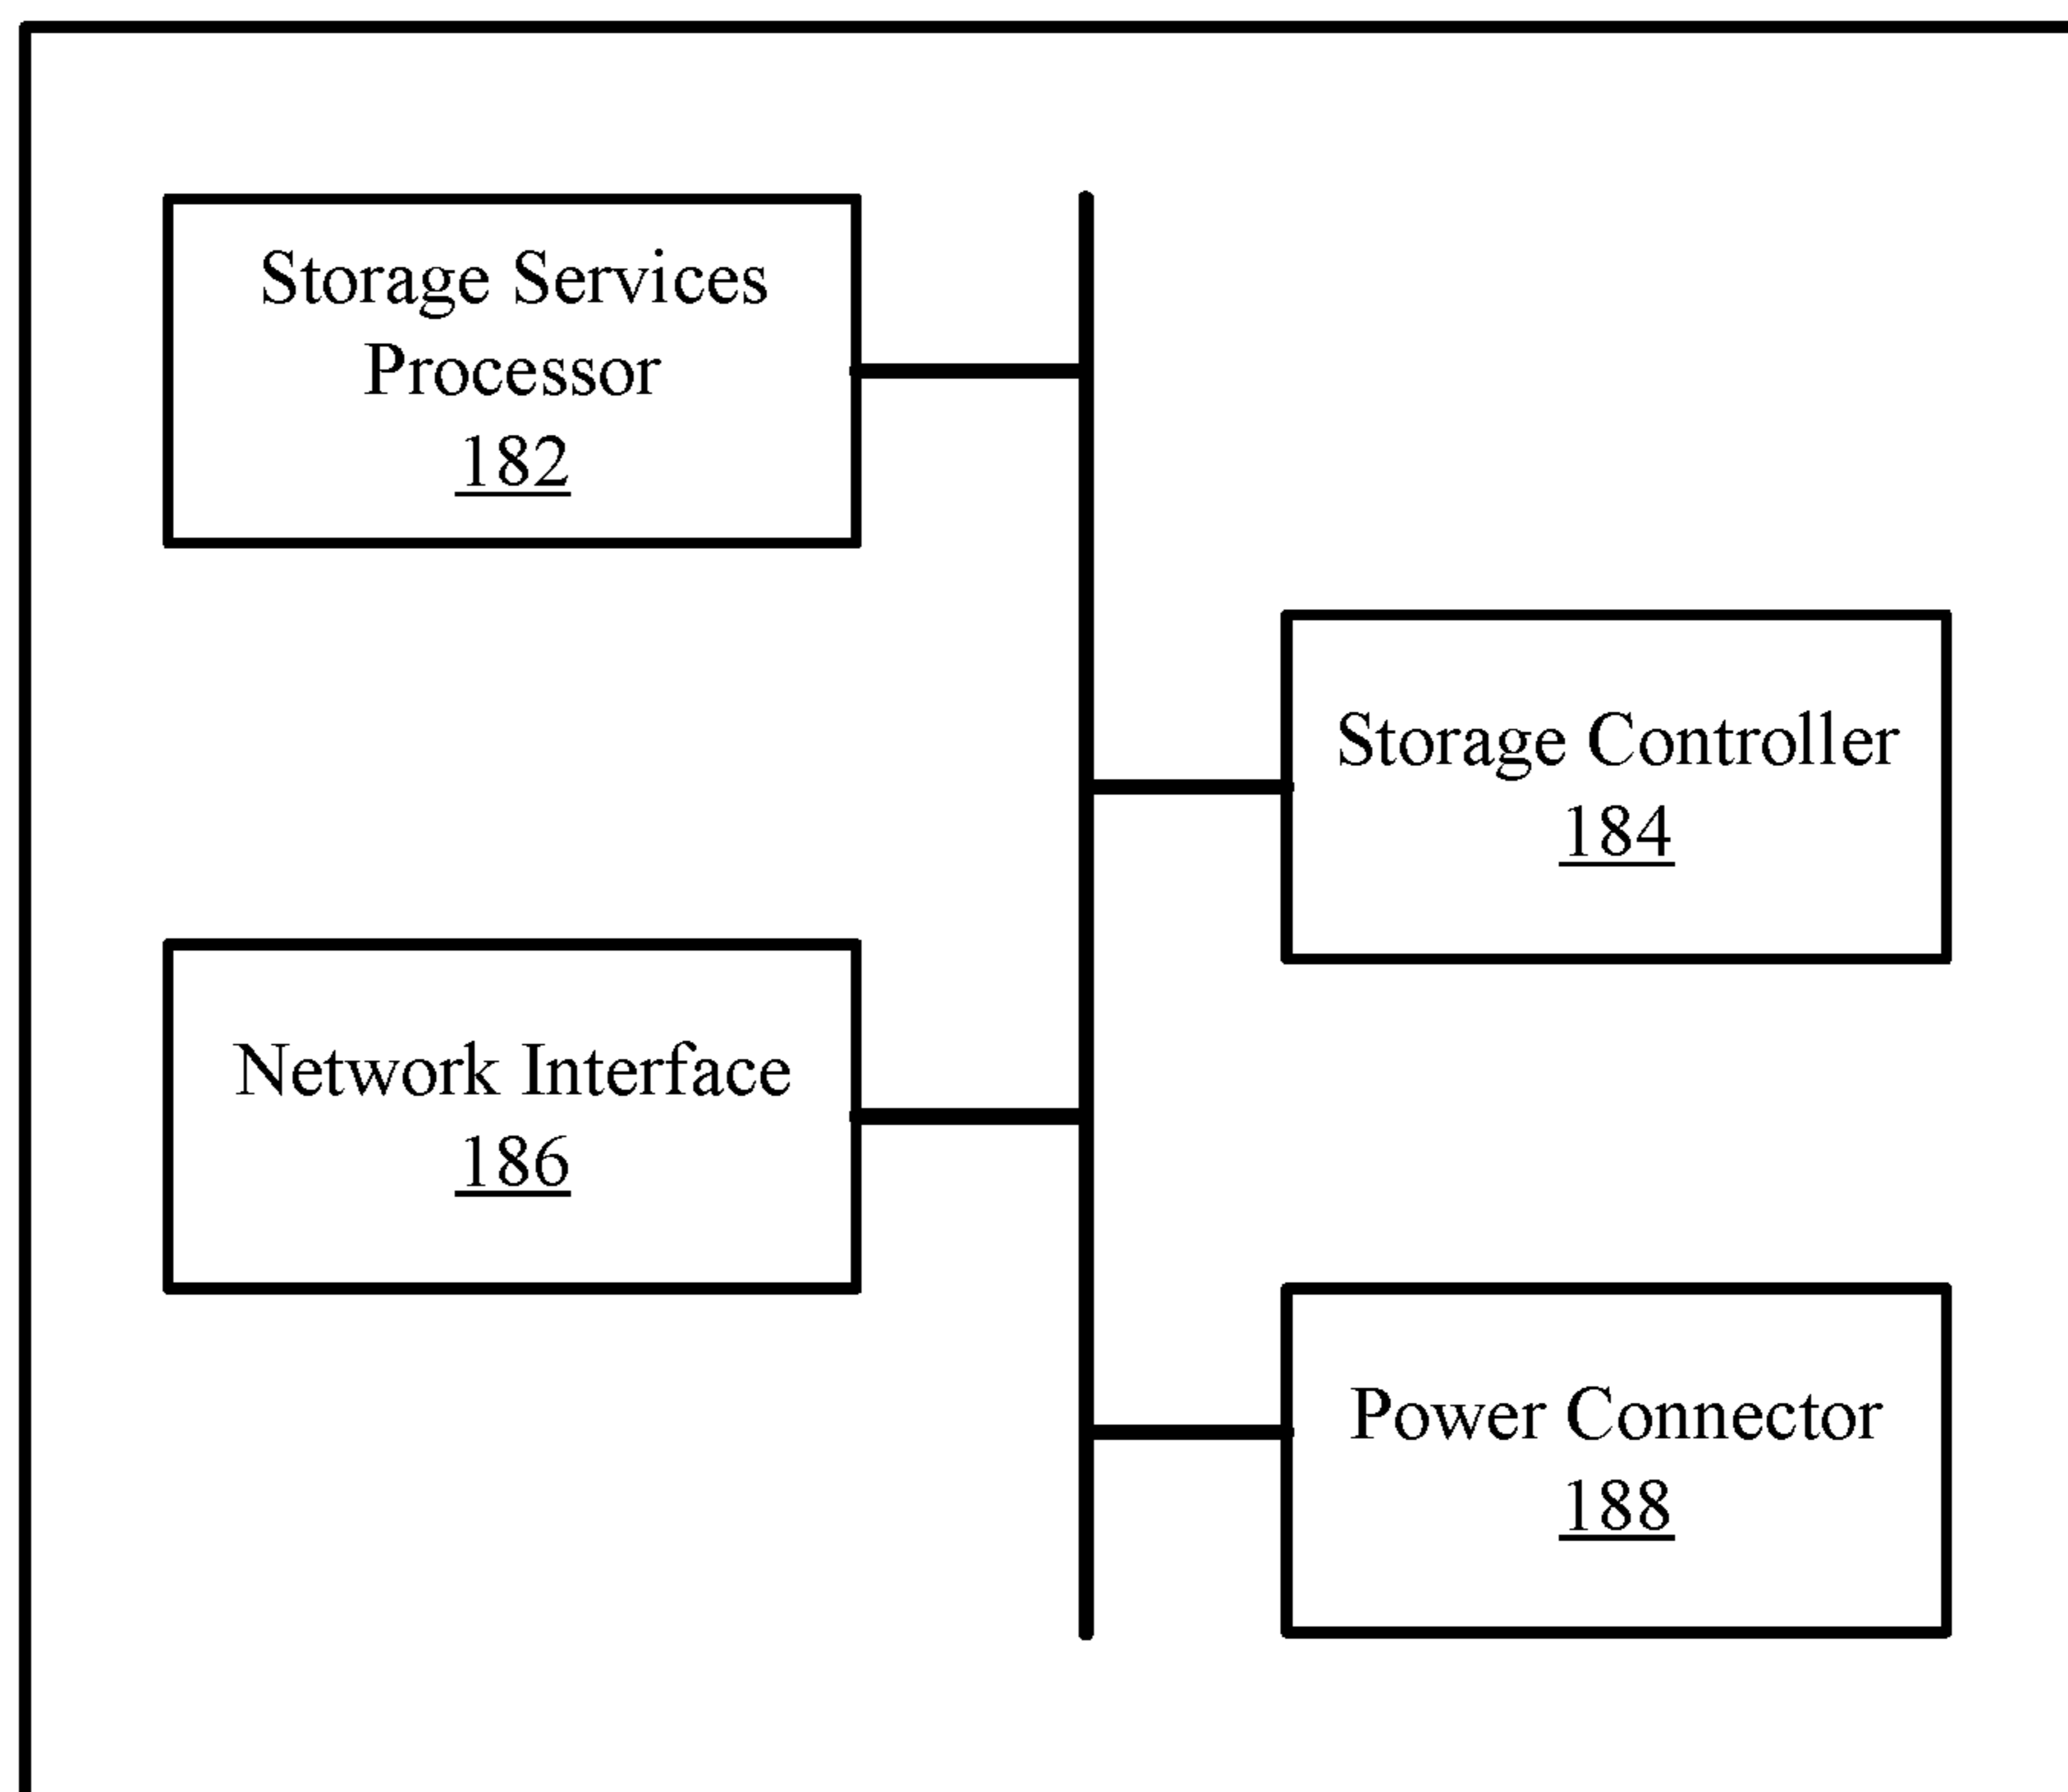 Storage Services
Processor
182
Storage Controller
184
Network Interface
186
Power Connector
188